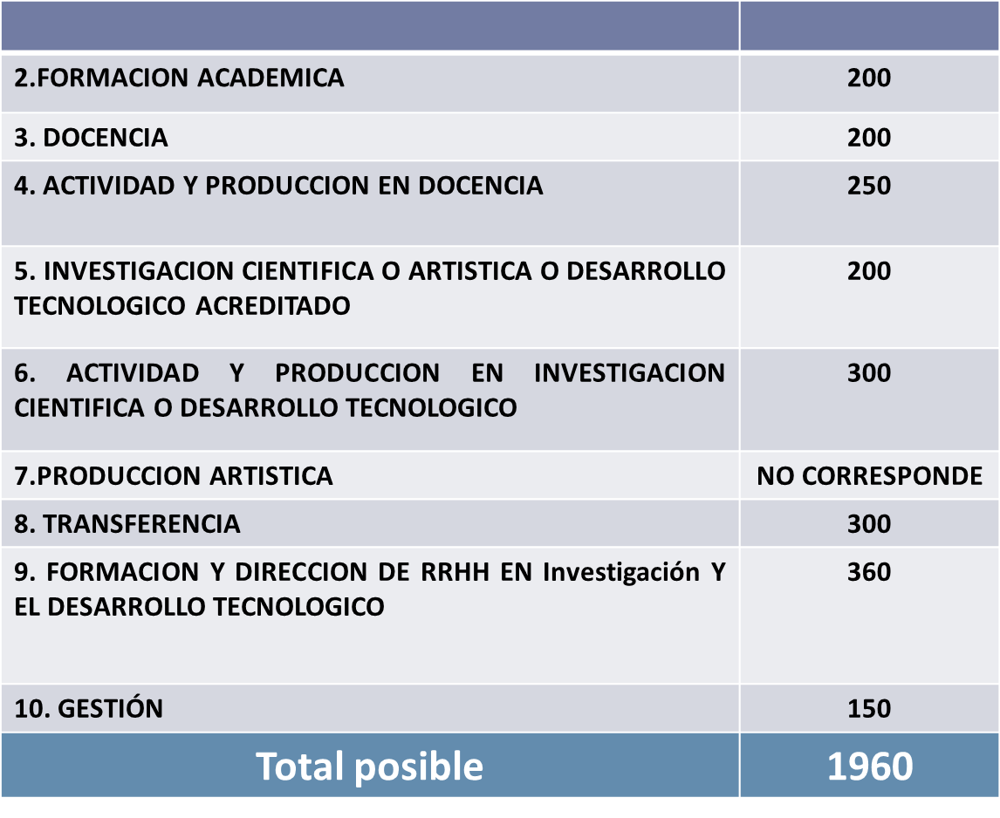 2.FORMACION ACADEMICA
200
3. DOCENCIA
200
4. ACTIVIDAD Y PRODUCCION EN DOCENCIA
250
5. INVESTIGACION CIENTIFICA O ARTISTICA O DESARROLLO
TECNOLOGICO ACREDITADO
200
6. ACTIVIDAD Y PRODUCCION EN INVESTIGACION
CIENTIFICA O DESARROLLO TECNOLOGICO
300
7.PRODUCCION ARTISTICA
NO CORRESPONDE
8. TRANSFERENCIA
300
9. FORMACION Y DIRECCION DE RRHH EN Investigación Y
EL DESARROLLO TECNOLOGICO
360
10. GESTIÓN
150
Total posible
1960